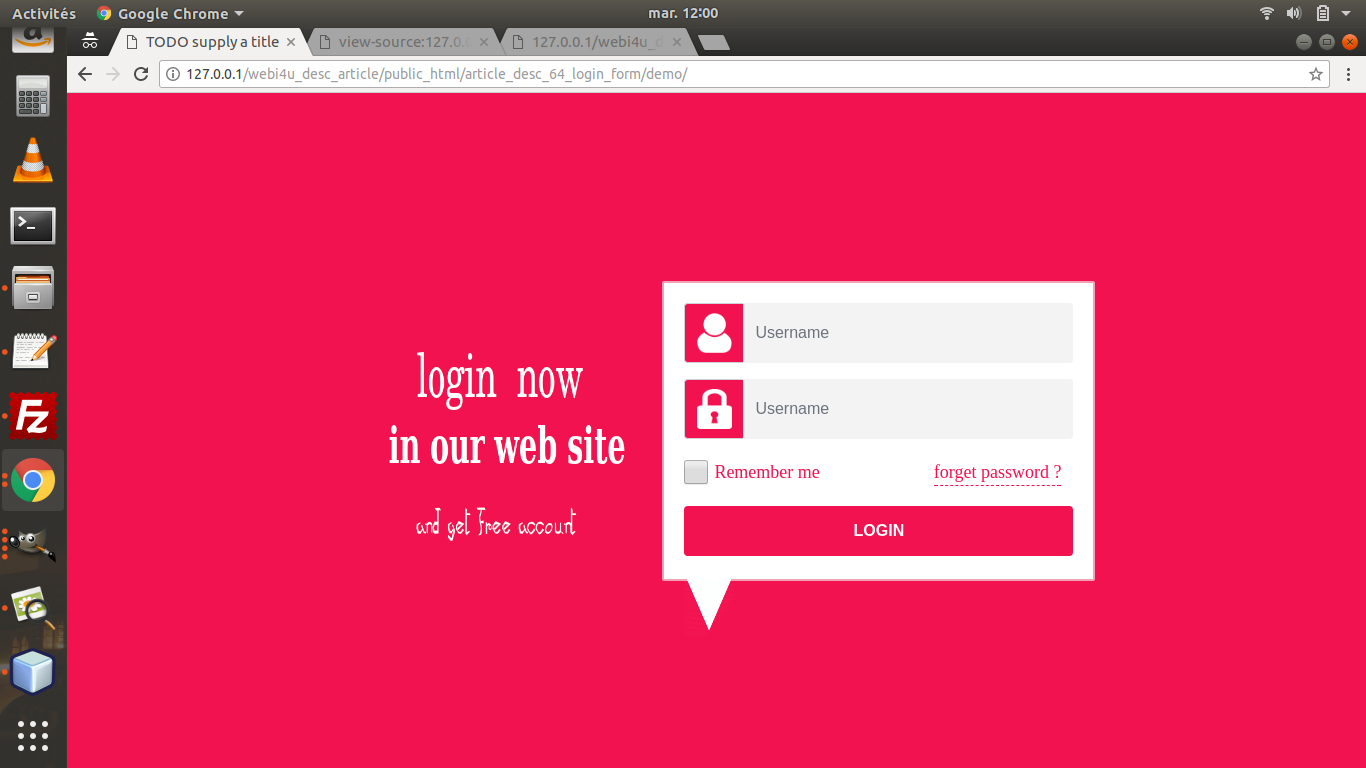 Activités Google Chrome mar. 12:00
TODO supply a title
view-source:127.0.
127.0.0.1/webi4u_d
127.0.0.1/webi4u_desc_article/public_html/article_desc_64_login_form/demo/
login now
in our web site
and get free account
Username
Username
Remember me forget password ?
LOGIN
a
>_
Fz